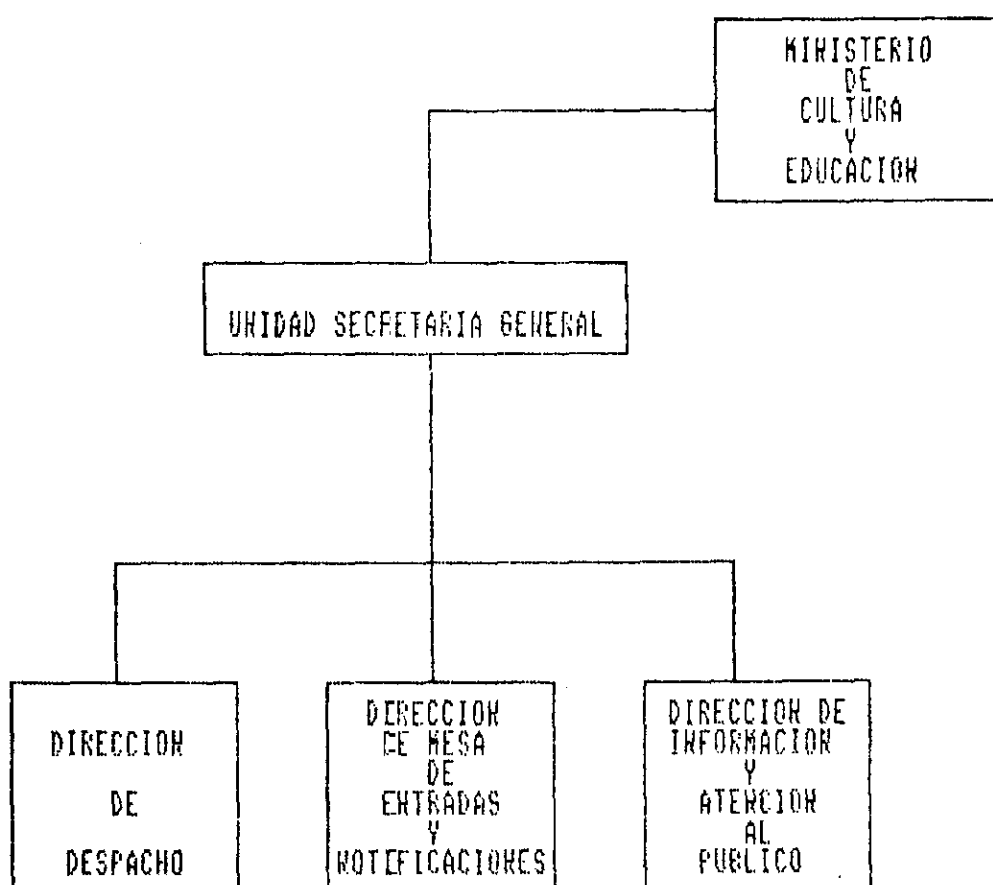 MINISTERIO
DE
CULTURA
Y
EDUCACION
UNIDAD SECRETARIA GENERAL
DIRECCION
DE
DESPACHO
DIRECCION
DE MESA
DE
ENTRADAS
Y
NOTIFICACIONES
DIRECCION DE
INFORMACION
Y
ATENCION
AL
PUBLICO